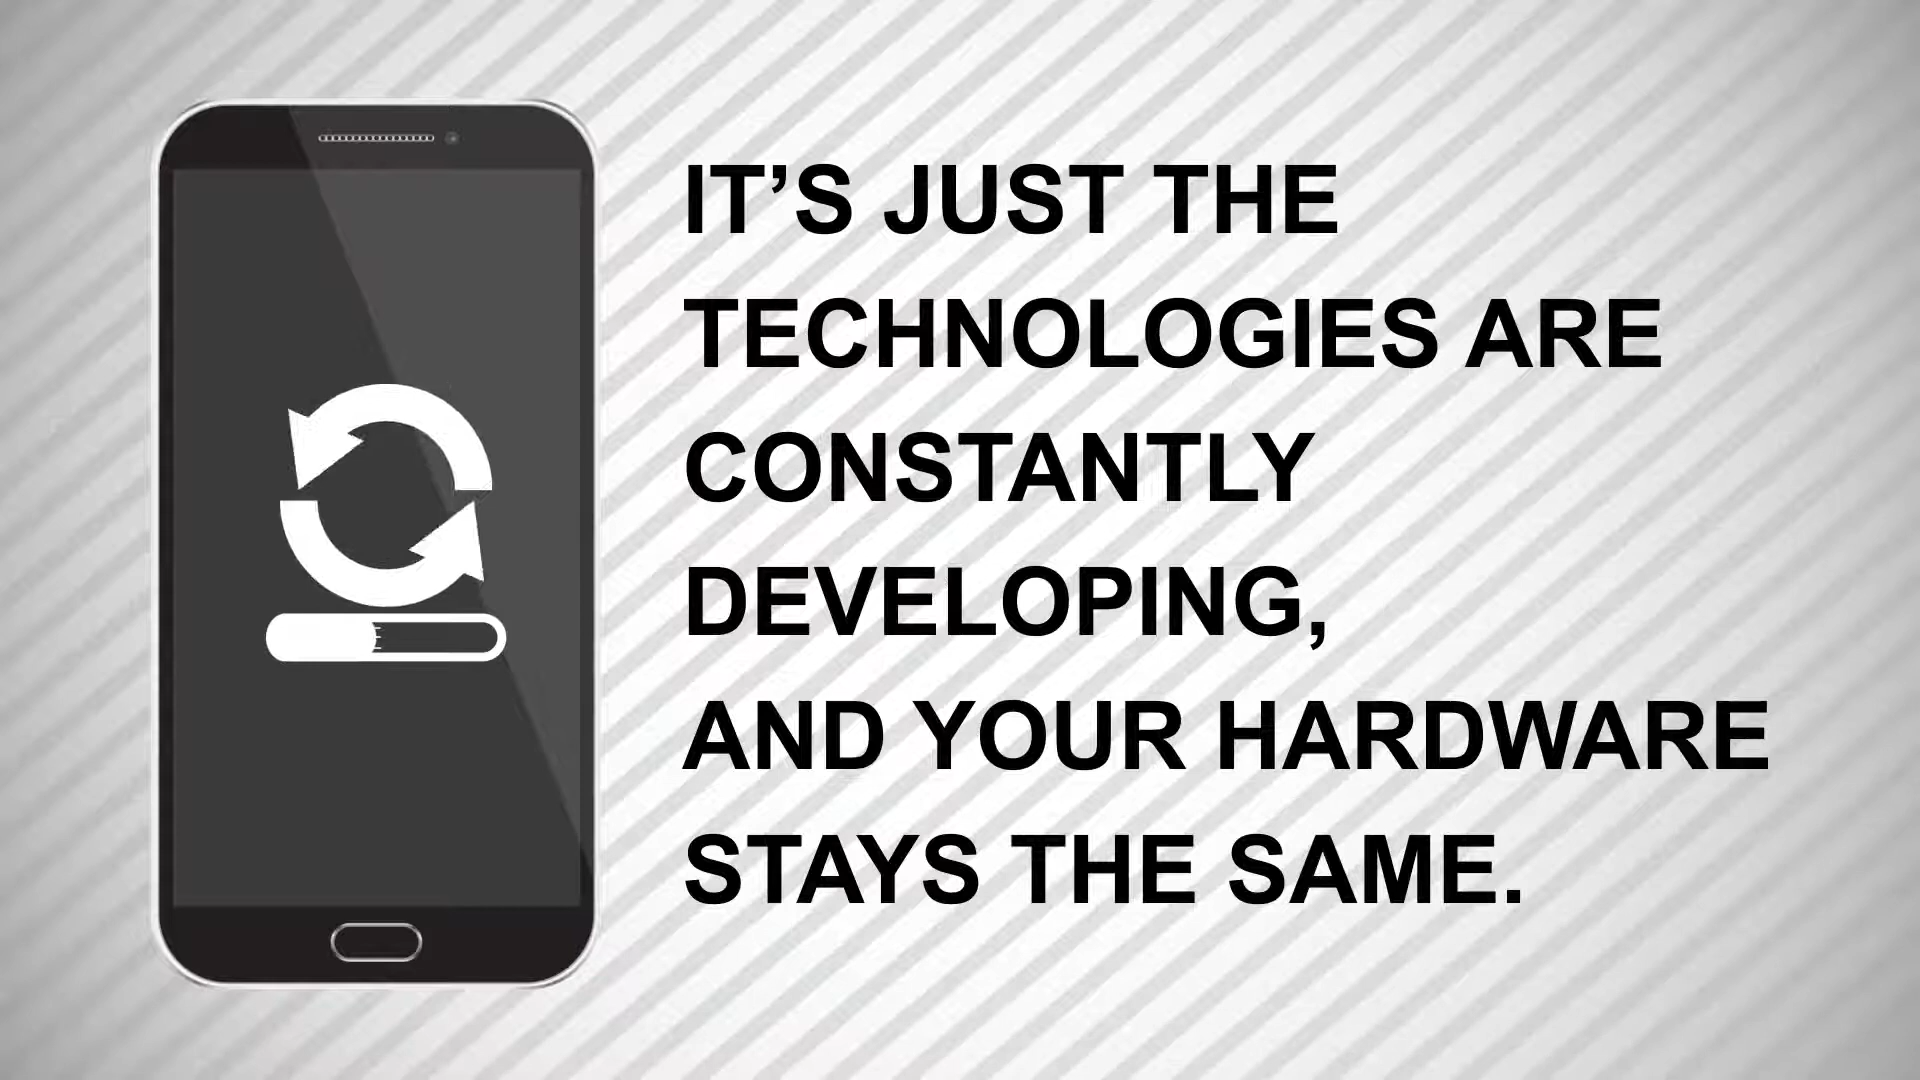 IT’S JUST THE
TECHNOLOGIES ARE
CONSTANTLY
DEVELOPING,
AND YOUR HARDWARE
STAYS THE SAME.